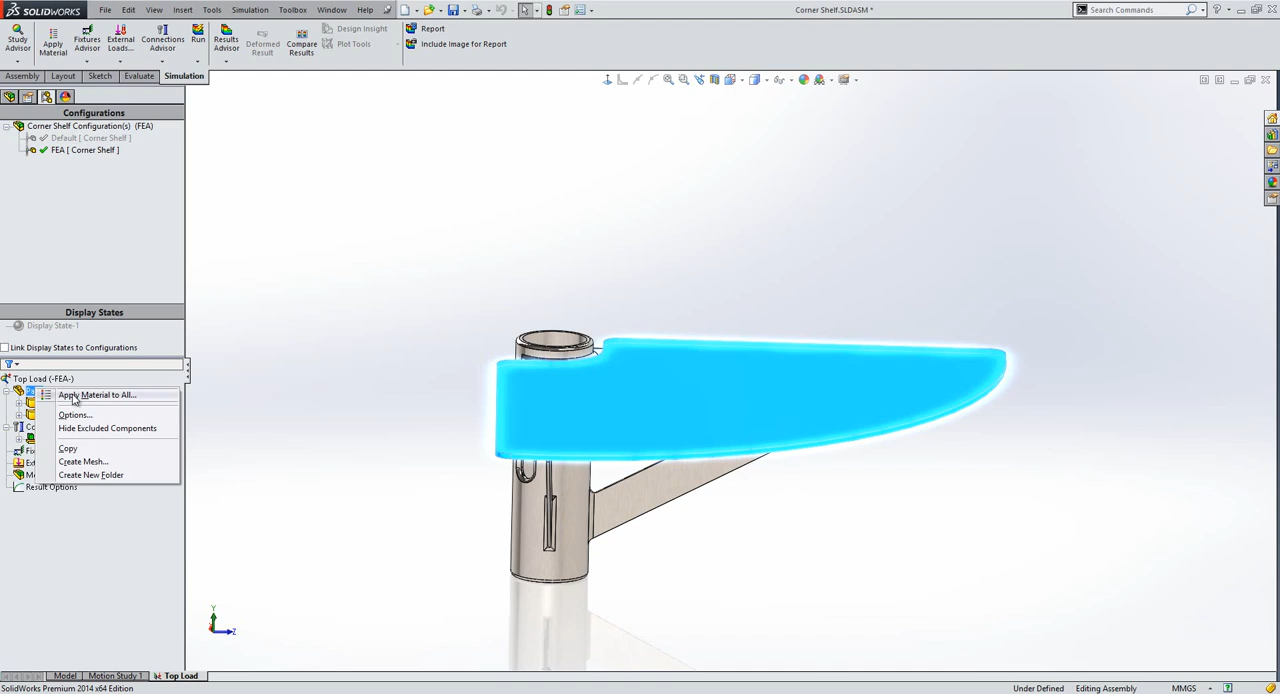 SOLIDWORKS File Edit View Insert Tools Simulation Toolbox Window Help Corner Shelf.SLDASM * Search Commands
Study Advisor
Apply Material
Fixtures Advisor
External Loads...
Connections Advisor
Run
Results Advisor
Deformed Result
Compare Results
Design Insight
Plot Tools
Report
Include Image for Report
Assembly Layout Sketch Evaluate Simulation
Configurations
Corner Shelf Configuration(s) (FEA)
Default [ Corner Shelf ]
FEA [ Corner Shelf ]
Display States
Display State-1
Link Display States to Configurations
Top Load (-FEA-)
Apply Material to All...
Options...
Hide Excluded Components
Copy
Create Mesh...
Create New Folder
Result Options
Y
Z
Model Motion Study 1 Top Load
SolidWorks Premium 2014 x64 Edition Under Defined Editing Assembly MMGS